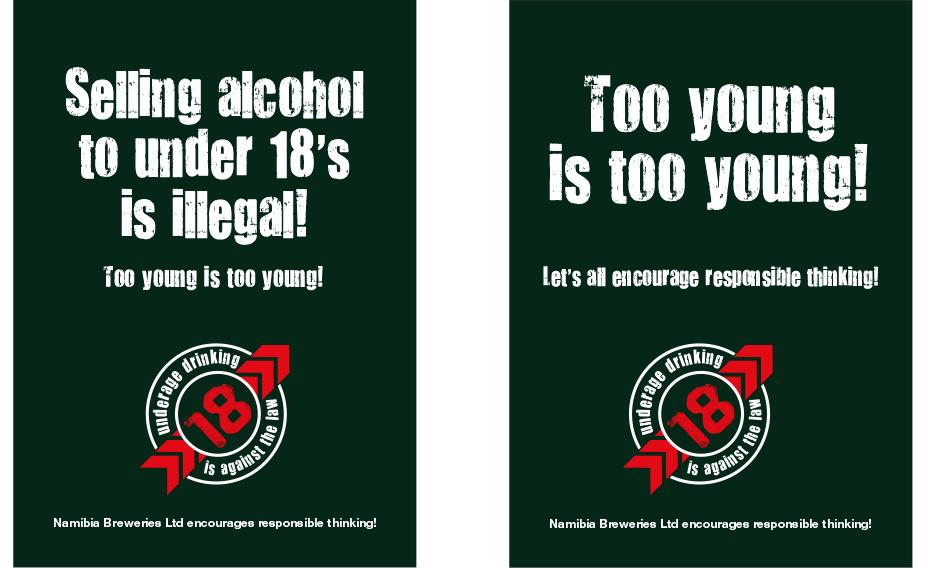 Selling alcohol
to under 18's
is illegal!
Too young is too young!
underage drinking
18
is against the law
Namibia Breweries Ltd encourages responsible thinking!
Too young
is too young!
Let's all encourage responsible thinking!
underage drinking
18
is against the law
Namibia Breweries Ltd encourages responsible thinking!